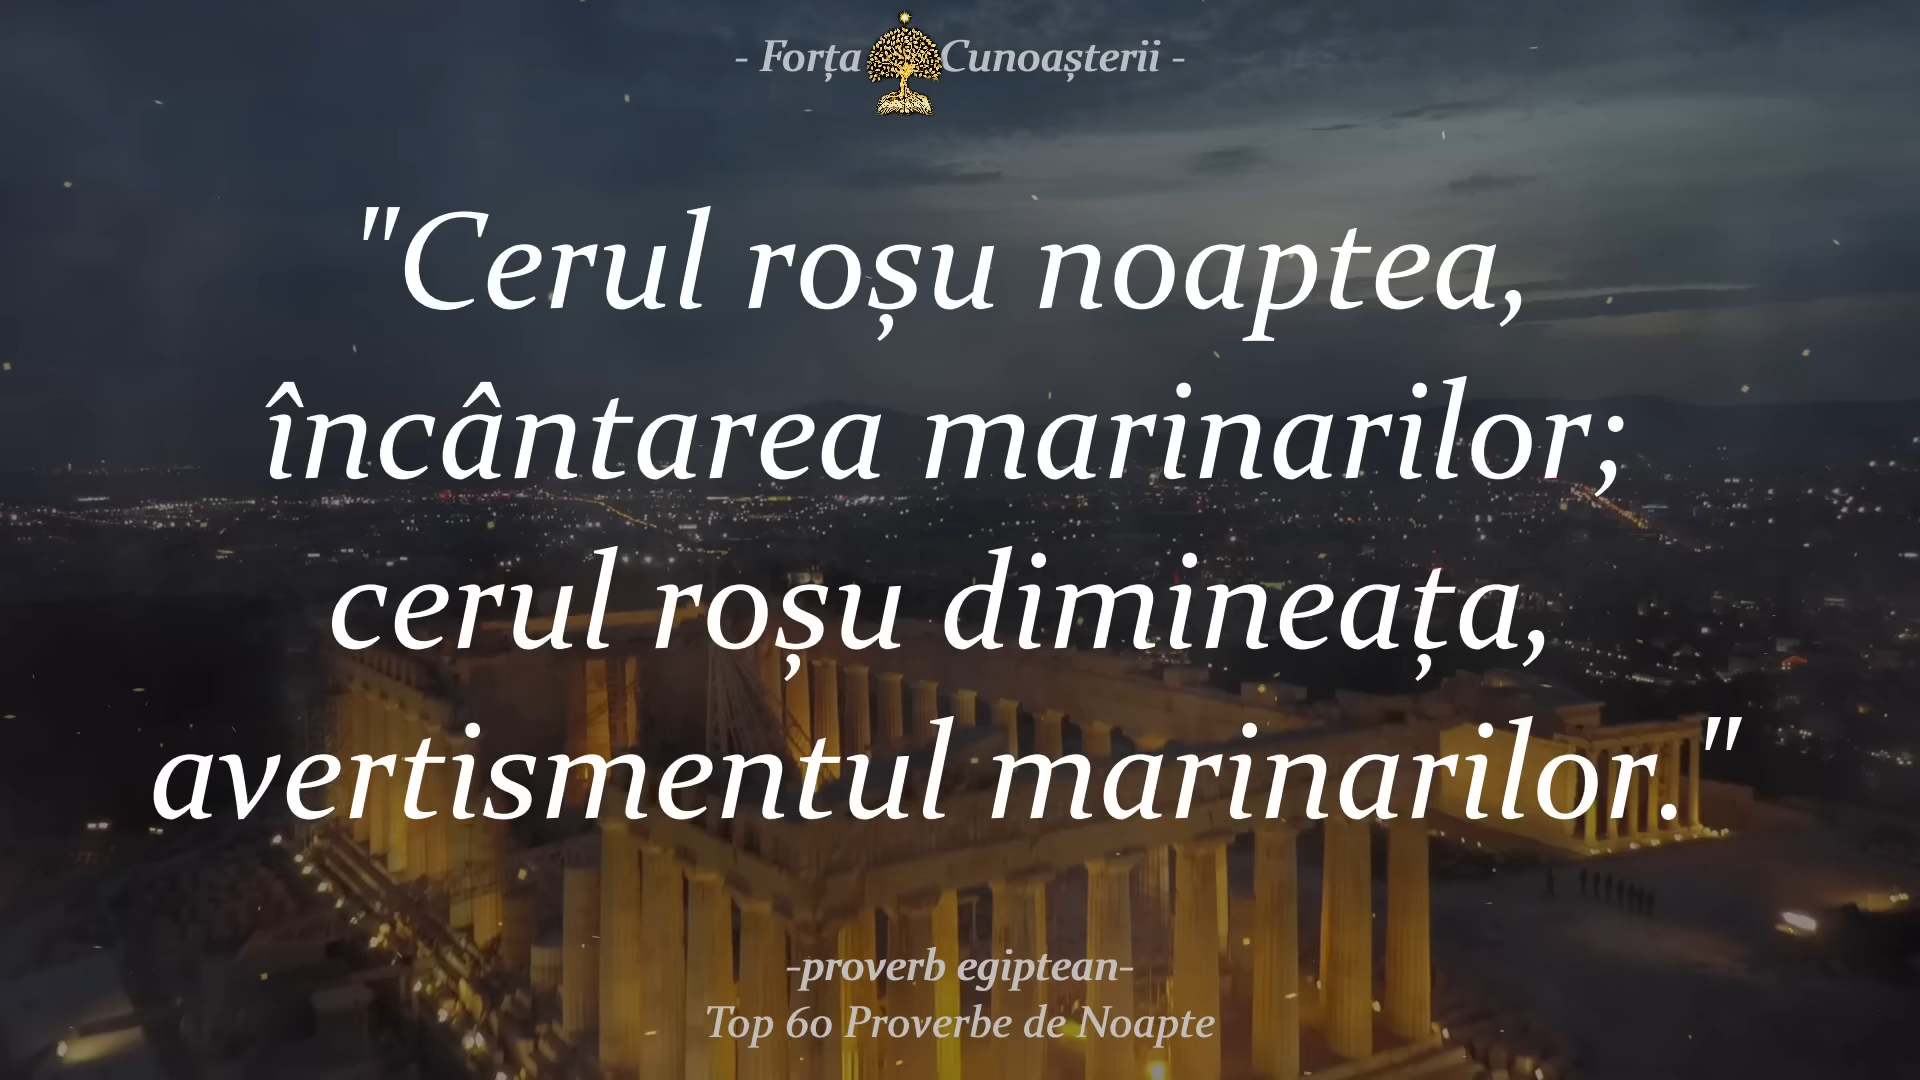 - Forța Cunoașterii -
"Cerul roșu noaptea,
încântarea marinarilor;
cerul roșu dimineața,
avertismentul marinarilor."
-proverb egiptean-
Top 60 Proverbe de Noapte